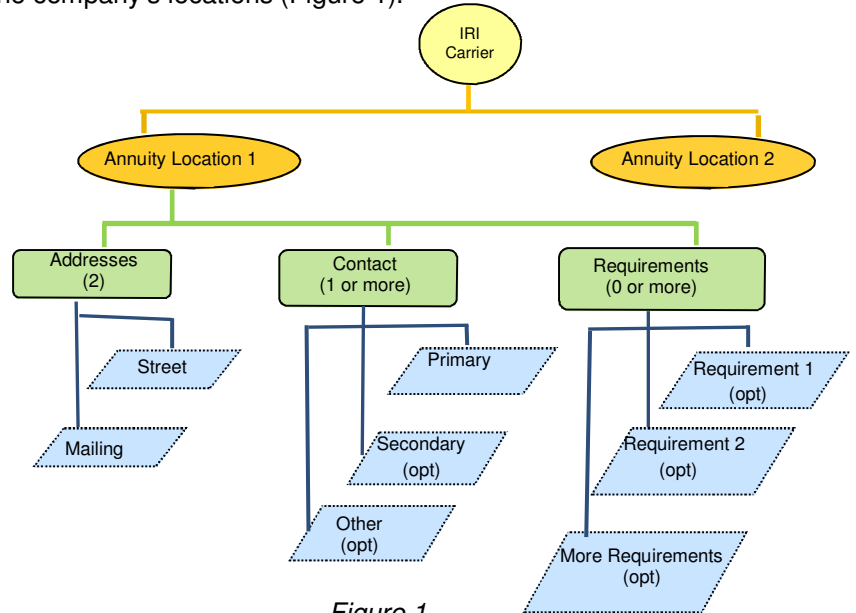 company's locations (Figure 1).
IRI
Carrier
Annuity Location 1
Annuity Location 2
Addresses
(2)
Contact
(1 or more)
Requirements
(0 or more)
Street
Primary
Requirement 1
(opt)
Mailing
Secondary
(opt)
Requirement 2
(opt)
Other
(opt)
More Requirements
(opt)
Figure 1